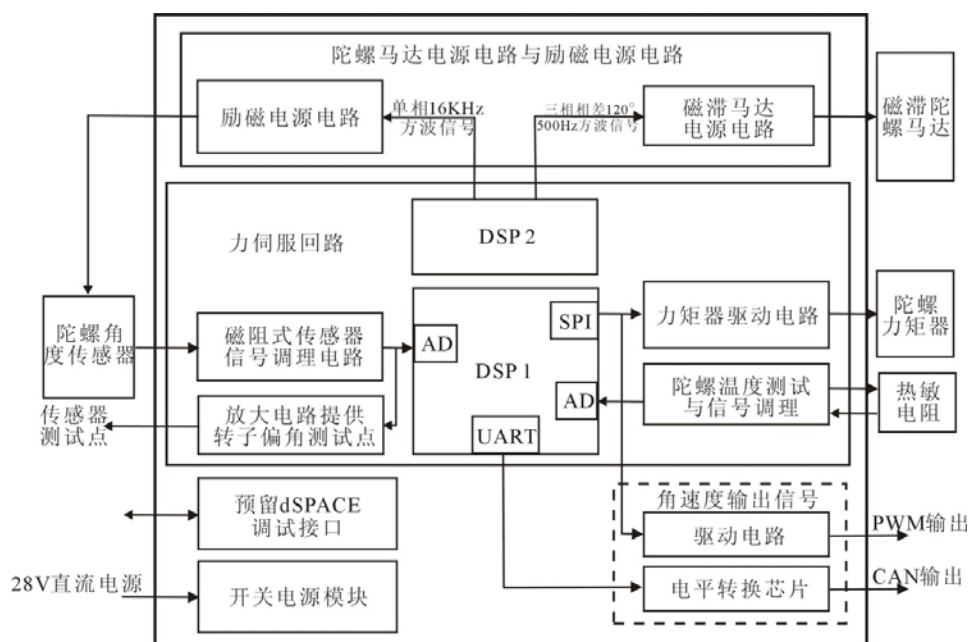 陀螺马达电源电路与励磁电源电路
励磁电源电路
单相16KHz
方波信号
三相相差120°
500Hz方波信号
磁滞马达
电源电路
磁滞陀
螺马达
DSP 2
力伺服回路
陀螺角
度传感器
磁阻式传感器
信号调理电路
AD
DSP 1
SPI
力矩器驱动电路
陀螺
力矩器
AD
陀螺温度测试
与信号调理
热敏
电阻
传感器
测试点
放大电路提供
转子偏角测试点
UART
预留dSPACE
调试接口
角速度输出信号
驱动电路
PWM输出
28V直流电源
开关电源模块
电平转换芯片
CAN输出